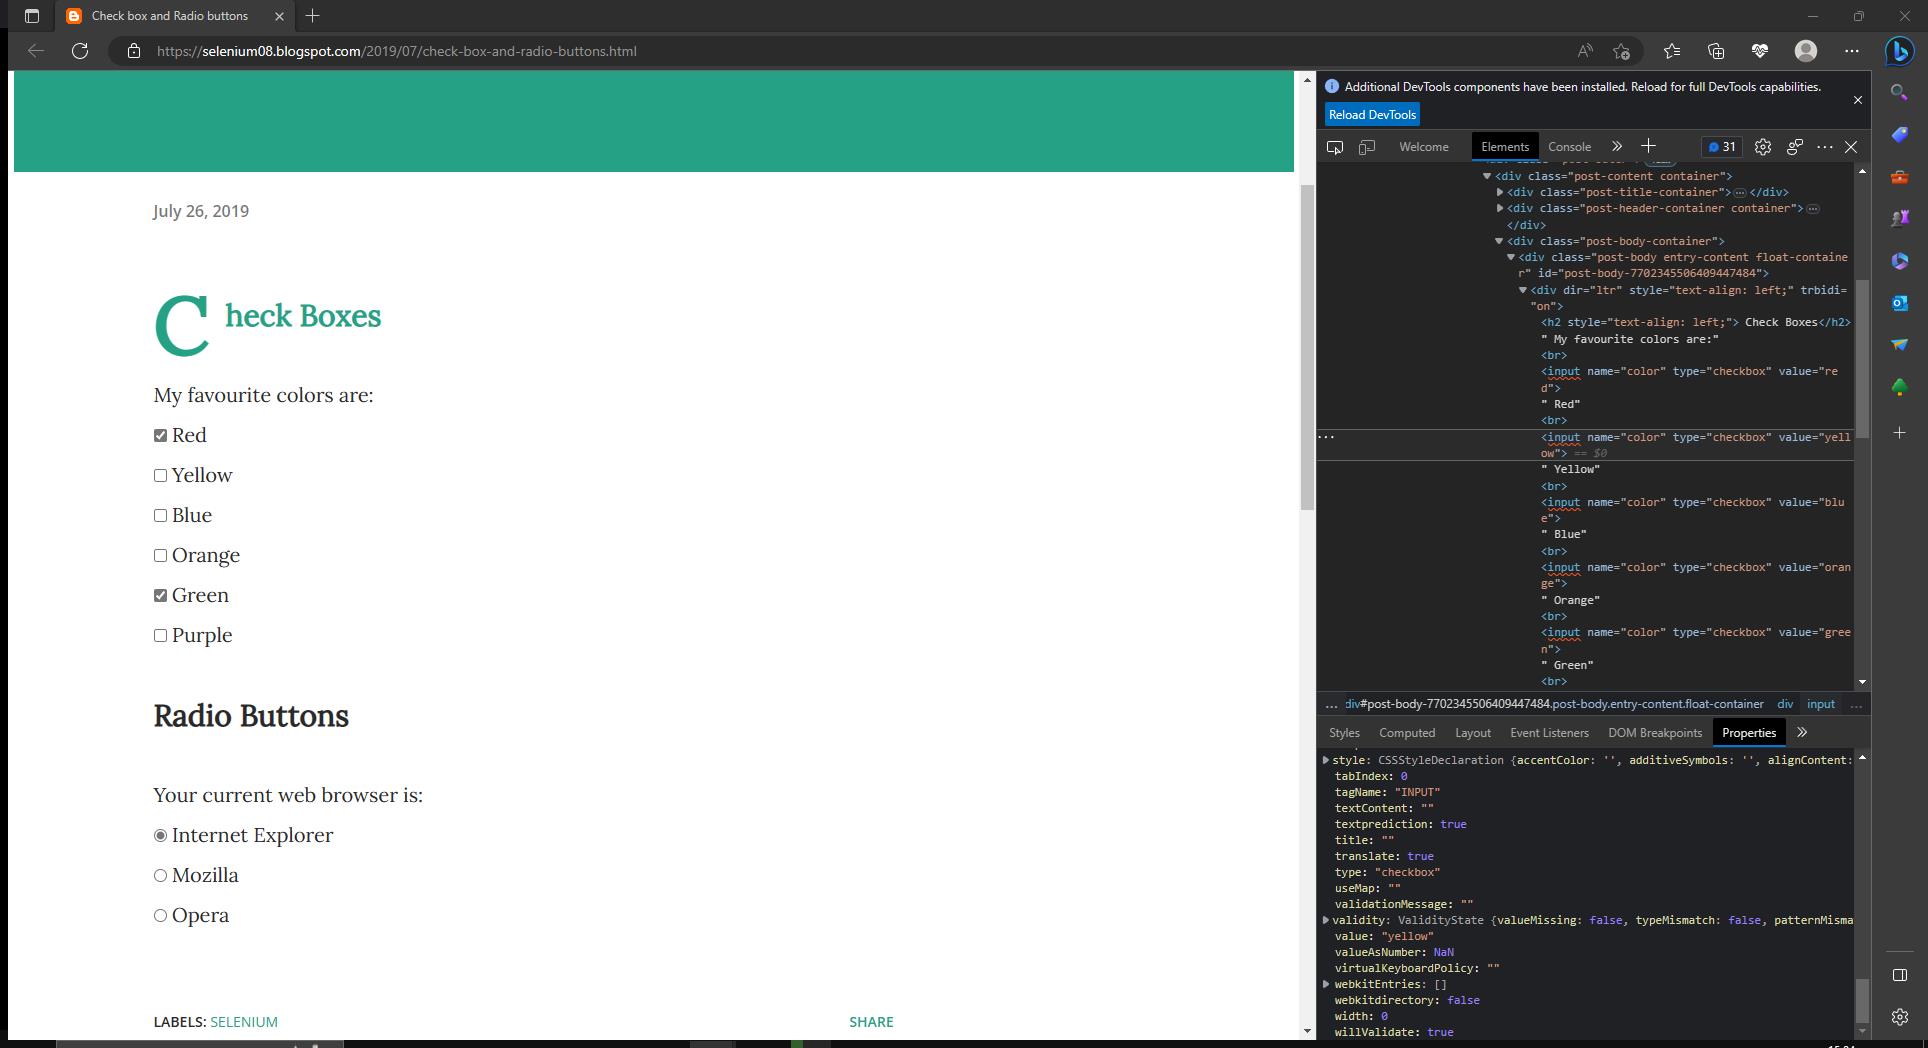 Check box and Radio buttons
https://selenium08.blogspot.com/2019/07/check-box-and-radio-buttons.html
July 26, 2019
Check Boxes
My favourite colors are:
Red
Yellow
Blue
Orange
Green
Purple
Radio Buttons
Your current web browser is:
Internet Explorer
Mozilla
Opera
LABELS: SELENIUM
SHARE
Additional DevTools components have been installed. Reload for full DevTools capabilities.
Reload DevTools
Welcome Elements Console 31
<div class="post-content container">
<div class="post-title-container">…</div>
<div class="post-header-container container">…
</div>
<div class="post-body-container">
<div class="post-body entry-content float-containe
r" id="post-body-7702345506409447484">
<div dir="ltr" style="text-align: left;" trbidi=
"on">
<h2 style="text-align: left;"> Check Boxes</h2>
" My favourite colors are:"
<br>
<input name="color" type="checkbox" value="re
d">
" Red"
<br>
<input name="color" type="checkbox" value="yell
ow"> == $0
" Yellow"
<br>
<input name="color" type="checkbox" value="blu
e">
" Blue"
<br>
<input name="color" type="checkbox" value="oran
ge">
" Orange"
<br>
<input name="color" type="checkbox" value="gree
n">
" Green"
<br>
… div#post-body-7702345506409447484.post-body.entry-content.float-container div input …
Styles Computed Layout Event Listeners DOM Breakpoints Properties
style: CSSStyleDeclaration {accentColor: '', additiveSymbols: '', alignContent:
tabIndex: 0
tagName: "INPUT"
textContent: ""
textprediction: true
title: ""
translate: true
type: "checkbox"
useMap: ""
validationMessage: ""
validity: ValidityState {valueMissing: false, typeMismatch: false, patternMisma
value: "yellow"
valueAsNumber: NaN
virtualKeyboardPolicy: ""
webkitEntries: []
webkitdirectory: false
width: 0
willValidate: true